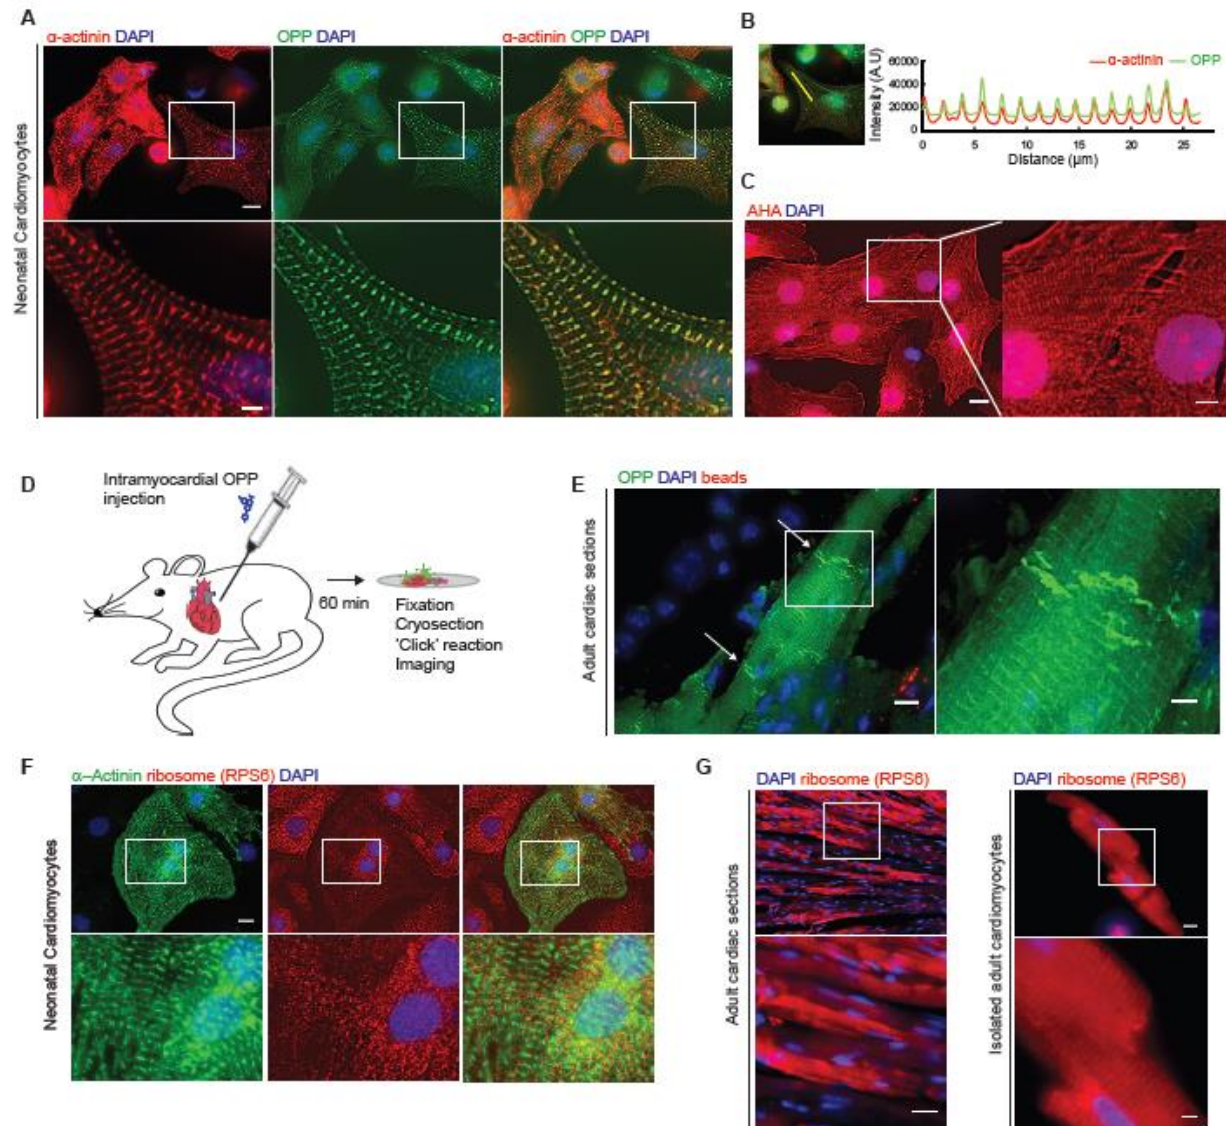 A
α-actinin DAPI
OPP DAPI
α-actinin OPP DAPI
Neonatal Cardiomyocytes
B
Intensity (A.U)
60000
40000
20000
0
α-actinin
OPP
0
5
10
15
20
25
Distance (µm)
C
AHA DAPI
D
Intramyocardial OPP
injection
60 min
Fixation
Cryosection
'Click' reaction
Imaging
E
OPP DAPI beads
Adult cardiac sections
F
α–Actinin ribosome (RPS6) DAPI
Neonatal Cardiomyocytes
G
DAPI ribosome (RPS6)
Adult cardiac sections
DAPI ribosome (RPS6)
Isolated adult cardiomyocytes